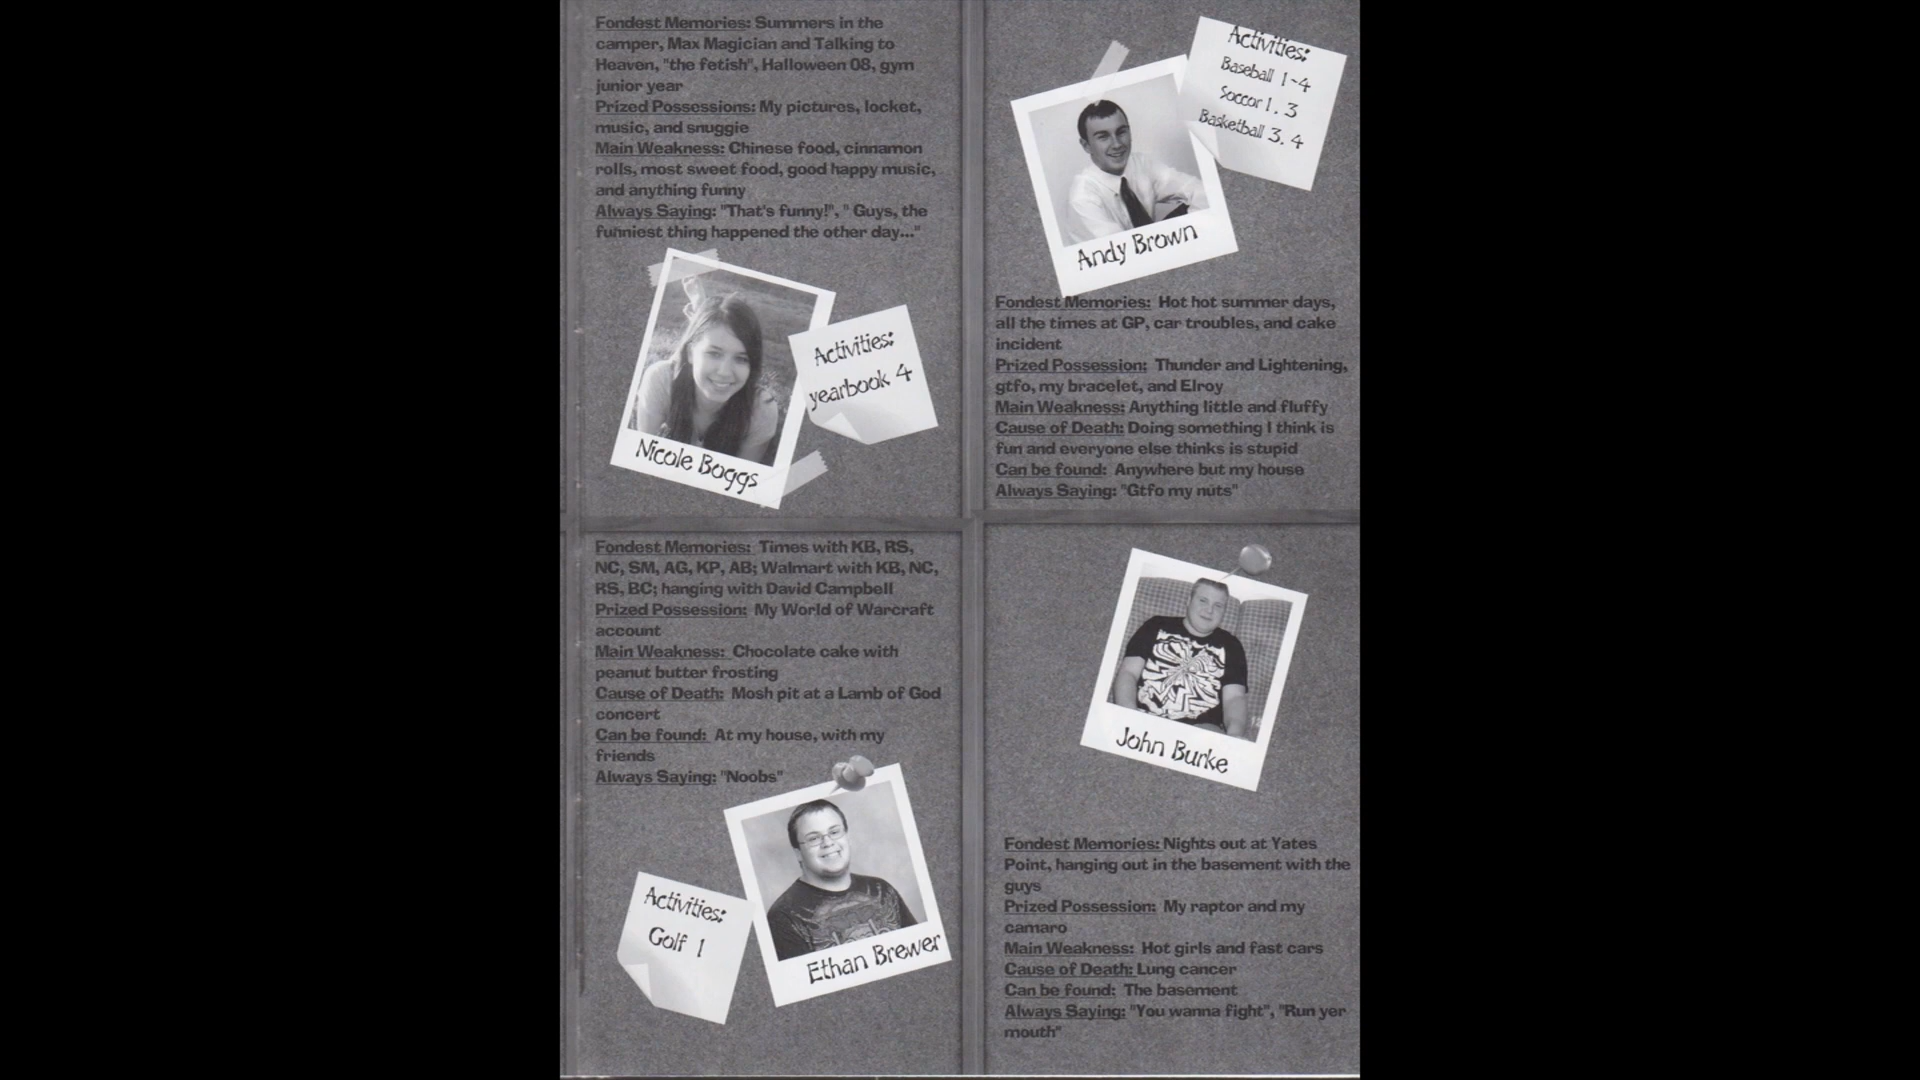 Fondest Memories: Summers in the
camper, Max Magician and Talking to
Heaven, "the fetish", Halloween 08, gym
junior year
Prized Possessions: My pictures, locket,
music, and snuggie
Main Weakness: Chinese food, cinnamon
rolls, most sweet food, good happy music,
and anything funny
Always Saying: "That's funny!", " Guys, the
funniest thing happened the other day..."
Nicole Boggs
Activities:
yearbook 4
Activities:
Baseball 1-4
Soccor 1. 3
Basketball 3. 4
Andy Brown
Fondest Memories: Hot hot summer days,
all the times at GP, car troubles, and cake
incident
Prized Possession: Thunder and Lightening,
gtfo, my bracelet, and Elroy
Main Weakness: Anything little and fluffy
Cause of Death: Doing something I think is
fun and everyone else thinks is stupid
Can be found: Anywhere but my house
Always Saying: "Gtfo my nuts"
Fondest Memories: Times with KB, RS,
NC, SM, AG, KP, AB; Walmart with KB, NC,
RS, BC; hanging with David Campbell
Prized Possession: My World of Warcraft
account
Main Weakness: Chocolate cake with
peanut butter frosting
Cause of Death: Mosh pit at a Lamb of God
concert
Can be found: At my house, with my
friends
Always Saying: "Noobs"
Activities:
Golf 1
Ethan Brewer
John Burke
Fondest Memories: Nights out at Yates
Point, hanging out in the basement with the
guys
Prized Possession: My raptor and my
camaro
Main Weakness: Hot girls and fast cars
Cause of Death: Lung cancer
Can be found: The basement
Always Saying: "You wanna fight", "Run yer
mouth"